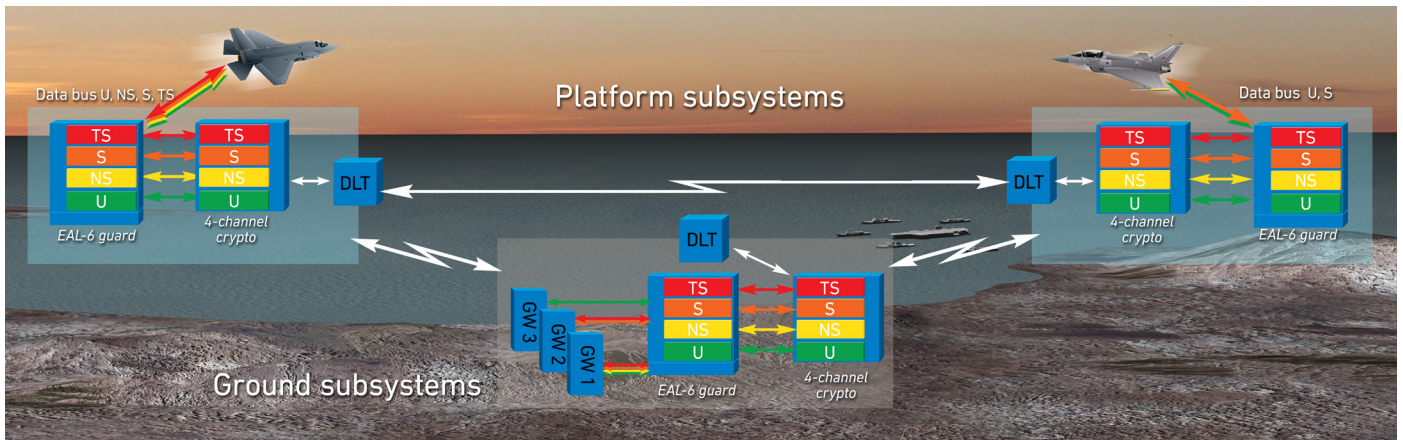 Platform subsystems
Data bus U, NS, S, TS
TS
S
NS
U
EAL-6 guard
TS
S
NS
U
4-channel
crypto
DLT
DLT
TS
S
NS
U
4-channel
crypto
Data bus  U, S
TS
S
NS
U
EAL-6 guard
DLT
GW 3
GW 2
GW 1
TS
S
NS
U
EAL-6 guard
TS
S
NS
U
4-channel
crypto
Ground subsystems